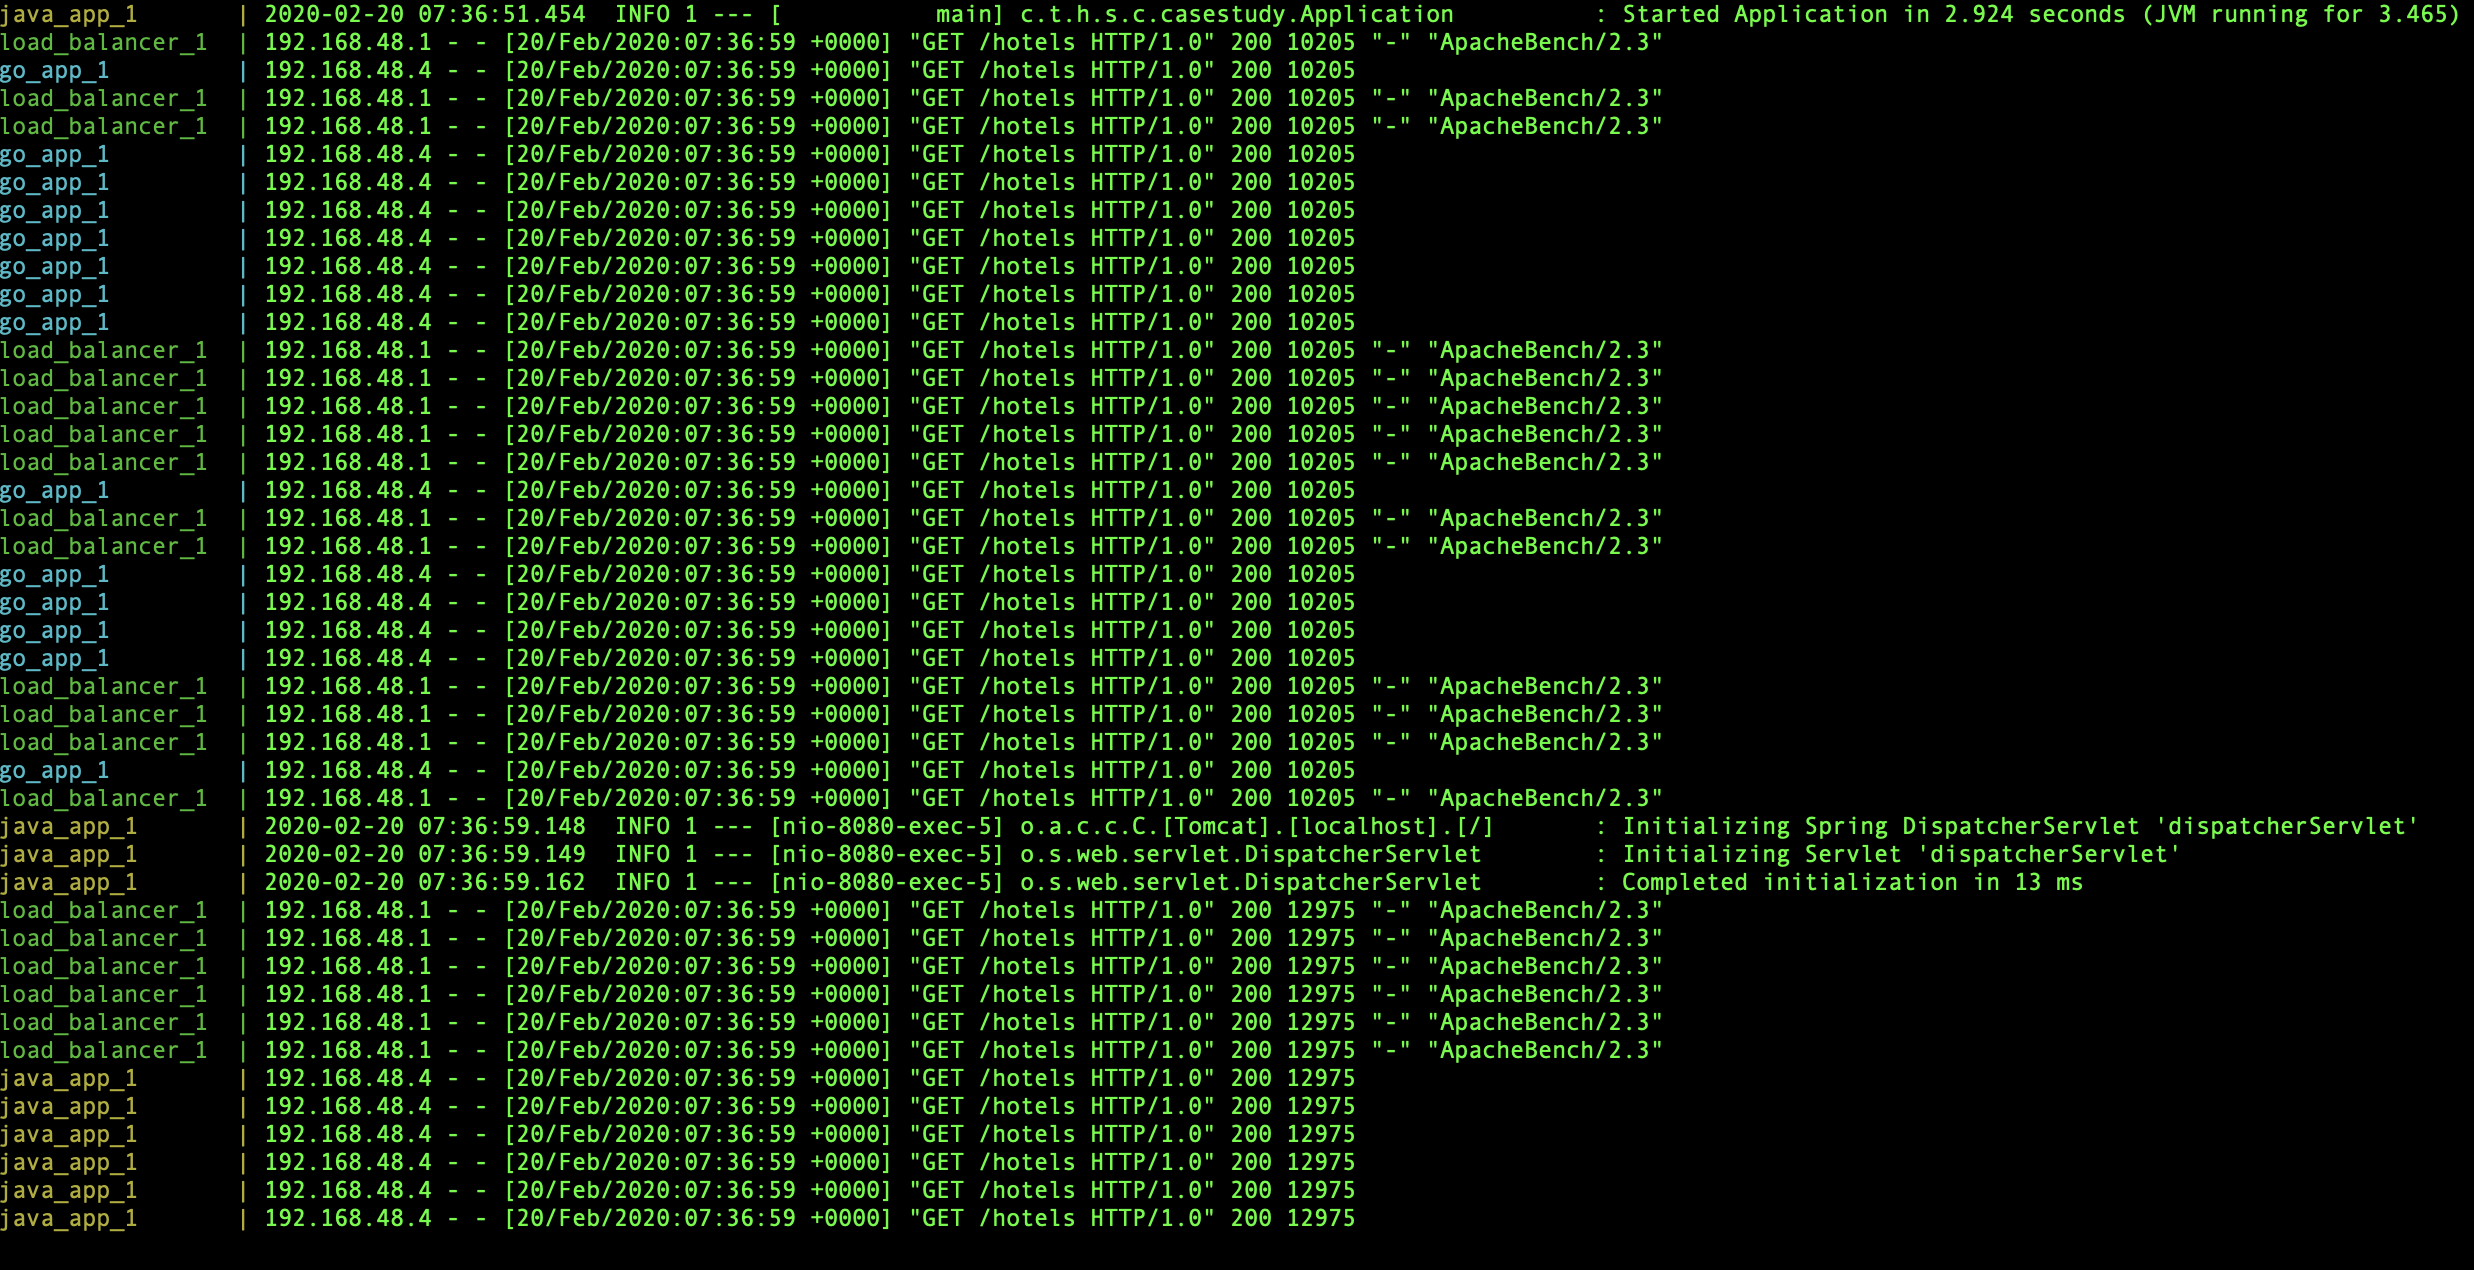 java_app_1       | 2020-02-20 07:36:51.454  INFO 1 --- [           main] c.t.h.s.c.casestudy.Application          : Started Application in 2.924 seconds (JVM running for 3.465)
load_balancer_1  | 192.168.48.1 - - [20/Feb/2020:07:36:59 +0000] "GET /hotels HTTP/1.0" 200 10205 "-" "ApacheBench/2.3"
go_app_1         | 192.168.48.4 - - [20/Feb/2020:07:36:59 +0000] "GET /hotels HTTP/1.0" 200 10205
load_balancer_1  | 192.168.48.1 - - [20/Feb/2020:07:36:59 +0000] "GET /hotels HTTP/1.0" 200 10205 "-" "ApacheBench/2.3"
load_balancer_1  | 192.168.48.1 - - [20/Feb/2020:07:36:59 +0000] "GET /hotels HTTP/1.0" 200 10205 "-" "ApacheBench/2.3"
go_app_1         | 192.168.48.4 - - [20/Feb/2020:07:36:59 +0000] "GET /hotels HTTP/1.0" 200 10205
go_app_1         | 192.168.48.4 - - [20/Feb/2020:07:36:59 +0000] "GET /hotels HTTP/1.0" 200 10205
go_app_1         | 192.168.48.4 - - [20/Feb/2020:07:36:59 +0000] "GET /hotels HTTP/1.0" 200 10205
go_app_1         | 192.168.48.4 - - [20/Feb/2020:07:36:59 +0000] "GET /hotels HTTP/1.0" 200 10205
go_app_1         | 192.168.48.4 - - [20/Feb/2020:07:36:59 +0000] "GET /hotels HTTP/1.0" 200 10205
go_app_1         | 192.168.48.4 - - [20/Feb/2020:07:36:59 +0000] "GET /hotels HTTP/1.0" 200 10205
go_app_1         | 192.168.48.4 - - [20/Feb/2020:07:36:59 +0000] "GET /hotels HTTP/1.0" 200 10205
load_balancer_1  | 192.168.48.1 - - [20/Feb/2020:07:36:59 +0000] "GET /hotels HTTP/1.0" 200 10205 "-" "ApacheBench/2.3"
load_balancer_1  | 192.168.48.1 - - [20/Feb/2020:07:36:59 +0000] "GET /hotels HTTP/1.0" 200 10205 "-" "ApacheBench/2.3"
load_balancer_1  | 192.168.48.1 - - [20/Feb/2020:07:36:59 +0000] "GET /hotels HTTP/1.0" 200 10205 "-" "ApacheBench/2.3"
load_balancer_1  | 192.168.48.1 - - [20/Feb/2020:07:36:59 +0000] "GET /hotels HTTP/1.0" 200 10205 "-" "ApacheBench/2.3"
load_balancer_1  | 192.168.48.1 - - [20/Feb/2020:07:36:59 +0000] "GET /hotels HTTP/1.0" 200 10205 "-" "ApacheBench/2.3"
go_app_1         | 192.168.48.4 - - [20/Feb/2020:07:36:59 +0000] "GET /hotels HTTP/1.0" 200 10205
load_balancer_1  | 192.168.48.1 - - [20/Feb/2020:07:36:59 +0000] "GET /hotels HTTP/1.0" 200 10205 "-" "ApacheBench/2.3"
load_balancer_1  | 192.168.48.1 - - [20/Feb/2020:07:36:59 +0000] "GET /hotels HTTP/1.0" 200 10205 "-" "ApacheBench/2.3"
go_app_1         | 192.168.48.4 - - [20/Feb/2020:07:36:59 +0000] "GET /hotels HTTP/1.0" 200 10205
go_app_1         | 192.168.48.4 - - [20/Feb/2020:07:36:59 +0000] "GET /hotels HTTP/1.0" 200 10205
go_app_1         | 192.168.48.4 - - [20/Feb/2020:07:36:59 +0000] "GET /hotels HTTP/1.0" 200 10205
go_app_1         | 192.168.48.4 - - [20/Feb/2020:07:36:59 +0000] "GET /hotels HTTP/1.0" 200 10205
load_balancer_1  | 192.168.48.1 - - [20/Feb/2020:07:36:59 +0000] "GET /hotels HTTP/1.0" 200 10205 "-" "ApacheBench/2.3"
load_balancer_1  | 192.168.48.1 - - [20/Feb/2020:07:36:59 +0000] "GET /hotels HTTP/1.0" 200 10205 "-" "ApacheBench/2.3"
load_balancer_1  | 192.168.48.1 - - [20/Feb/2020:07:36:59 +0000] "GET /hotels HTTP/1.0" 200 10205 "-" "ApacheBench/2.3"
go_app_1         | 192.168.48.4 - - [20/Feb/2020:07:36:59 +0000] "GET /hotels HTTP/1.0" 200 10205
load_balancer_1  | 192.168.48.1 - - [20/Feb/2020:07:36:59 +0000] "GET /hotels HTTP/1.0" 200 10205 "-" "ApacheBench/2.3"
java_app_1       | 2020-02-20 07:36:59.148  INFO 1 --- [nio-8080-exec-5] o.a.c.c.C.[Tomcat].[localhost].[/]       : Initializing Spring DispatcherServlet 'dispatcherServlet'
java_app_1       | 2020-02-20 07:36:59.149  INFO 1 --- [nio-8080-exec-5] o.s.web.servlet.DispatcherServlet        : Initializing Servlet 'dispatcherServlet'
java_app_1       | 2020-02-20 07:36:59.162  INFO 1 --- [nio-8080-exec-5] o.s.web.servlet.DispatcherServlet        : Completed initialization in 13 ms
load_balancer_1  | 192.168.48.1 - - [20/Feb/2020:07:36:59 +0000] "GET /hotels HTTP/1.0" 200 12975 "-" "ApacheBench/2.3"
load_balancer_1  | 192.168.48.1 - - [20/Feb/2020:07:36:59 +0000] "GET /hotels HTTP/1.0" 200 12975 "-" "ApacheBench/2.3"
load_balancer_1  | 192.168.48.1 - - [20/Feb/2020:07:36:59 +0000] "GET /hotels HTTP/1.0" 200 12975 "-" "ApacheBench/2.3"
load_balancer_1  | 192.168.48.1 - - [20/Feb/2020:07:36:59 +0000] "GET /hotels HTTP/1.0" 200 12975 "-" "ApacheBench/2.3"
load_balancer_1  | 192.168.48.1 - - [20/Feb/2020:07:36:59 +0000] "GET /hotels HTTP/1.0" 200 12975 "-" "ApacheBench/2.3"
load_balancer_1  | 192.168.48.1 - - [20/Feb/2020:07:36:59 +0000] "GET /hotels HTTP/1.0" 200 12975 "-" "ApacheBench/2.3"
java_app_1       | 192.168.48.4 - - [20/Feb/2020:07:36:59 +0000] "GET /hotels HTTP/1.0" 200 12975
java_app_1       | 192.168.48.4 - - [20/Feb/2020:07:36:59 +0000] "GET /hotels HTTP/1.0" 200 12975
java_app_1       | 192.168.48.4 - - [20/Feb/2020:07:36:59 +0000] "GET /hotels HTTP/1.0" 200 12975
java_app_1       | 192.168.48.4 - - [20/Feb/2020:07:36:59 +0000] "GET /hotels HTTP/1.0" 200 12975
java_app_1       | 192.168.48.4 - - [20/Feb/2020:07:36:59 +0000] "GET /hotels HTTP/1.0" 200 12975
java_app_1       | 192.168.48.4 - - [20/Feb/2020:07:36:59 +0000] "GET /hotels HTTP/1.0" 200 12975